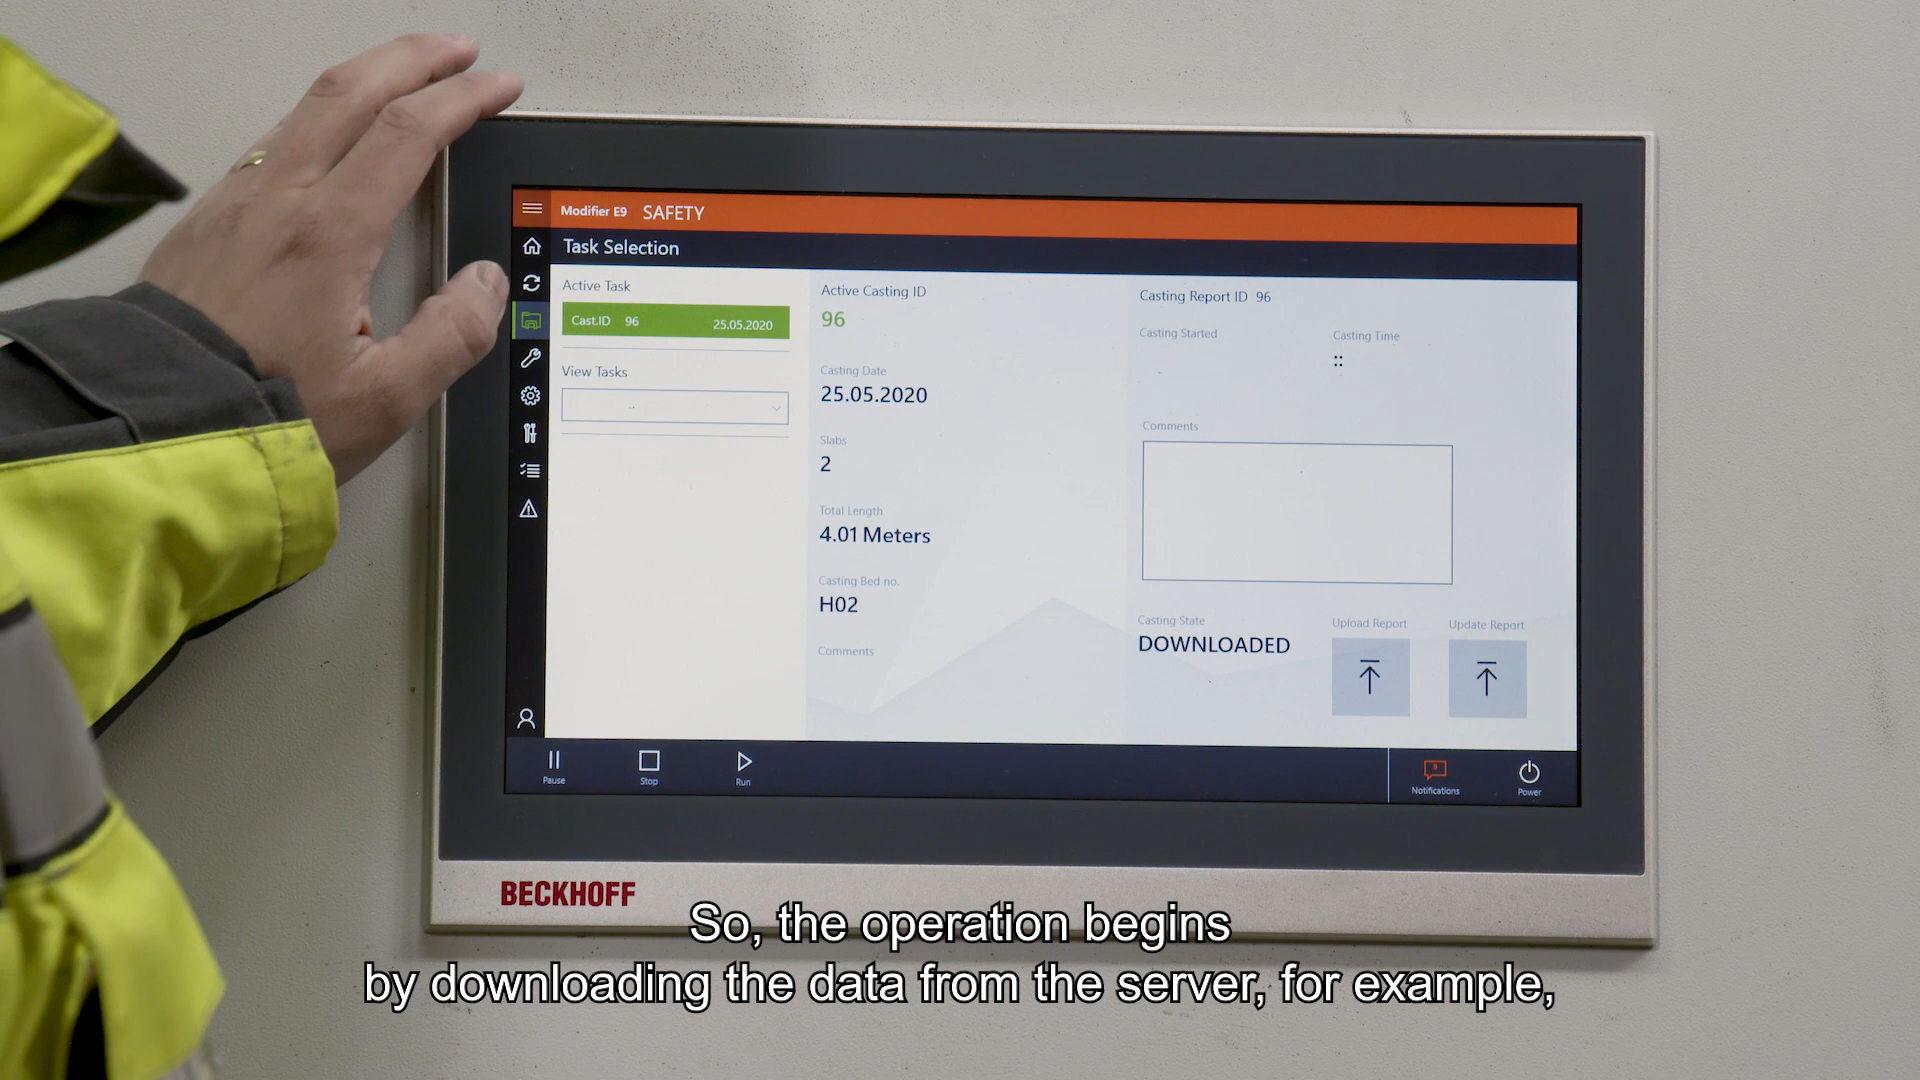 Modifier E9 SAFETY
Task Selection
Active Task
Cast.ID 96 25.05.2020
View Tasks
Active Casting ID
96
Casting Date
25.05.2020
Slabs
2
Total Length
4.01 Meters
Casting Bed no.
H02
Comments
Casting Report ID 96
Casting Started
Casting Time
::
Comments
Casting State
DOWNLOADED
Upload Report
Update Report
Pause
Stop
Run
9
Notifications
Power
BECKHOFF
So, the operation begins
by downloading the data from the server, for example,